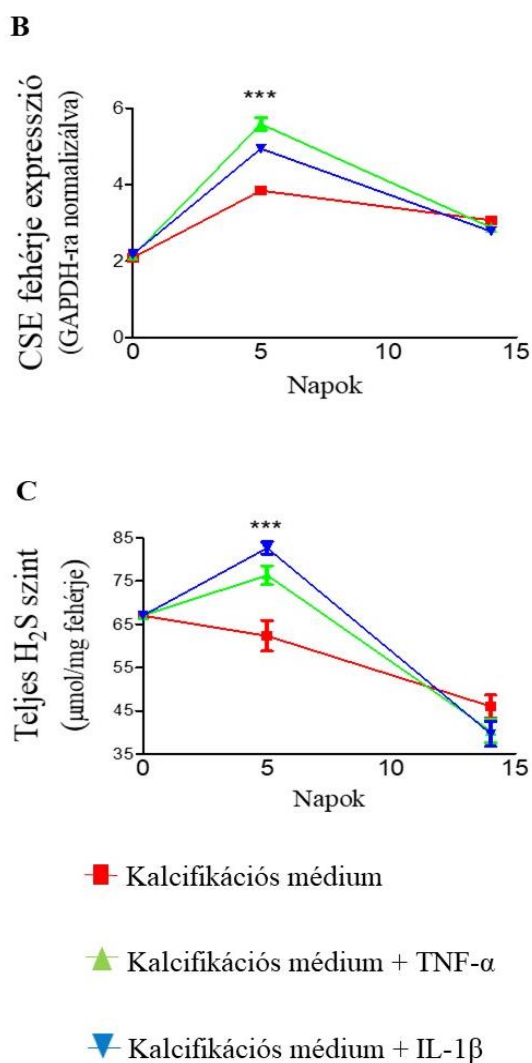 B
CSE fehérje expresszió
(GAPDH-ra normalizálva)
***
6
4
2
0
0 5 10 15
Napok
C
Teljes H₂S szint
(μmol/mg fehérje)
***
85
75
65
55
45
35
0 5 10 15
Napok
Kalcifikációs médium
Kalcifikációs médium + TNF-α
Kalcifikációs médium + IL-1β